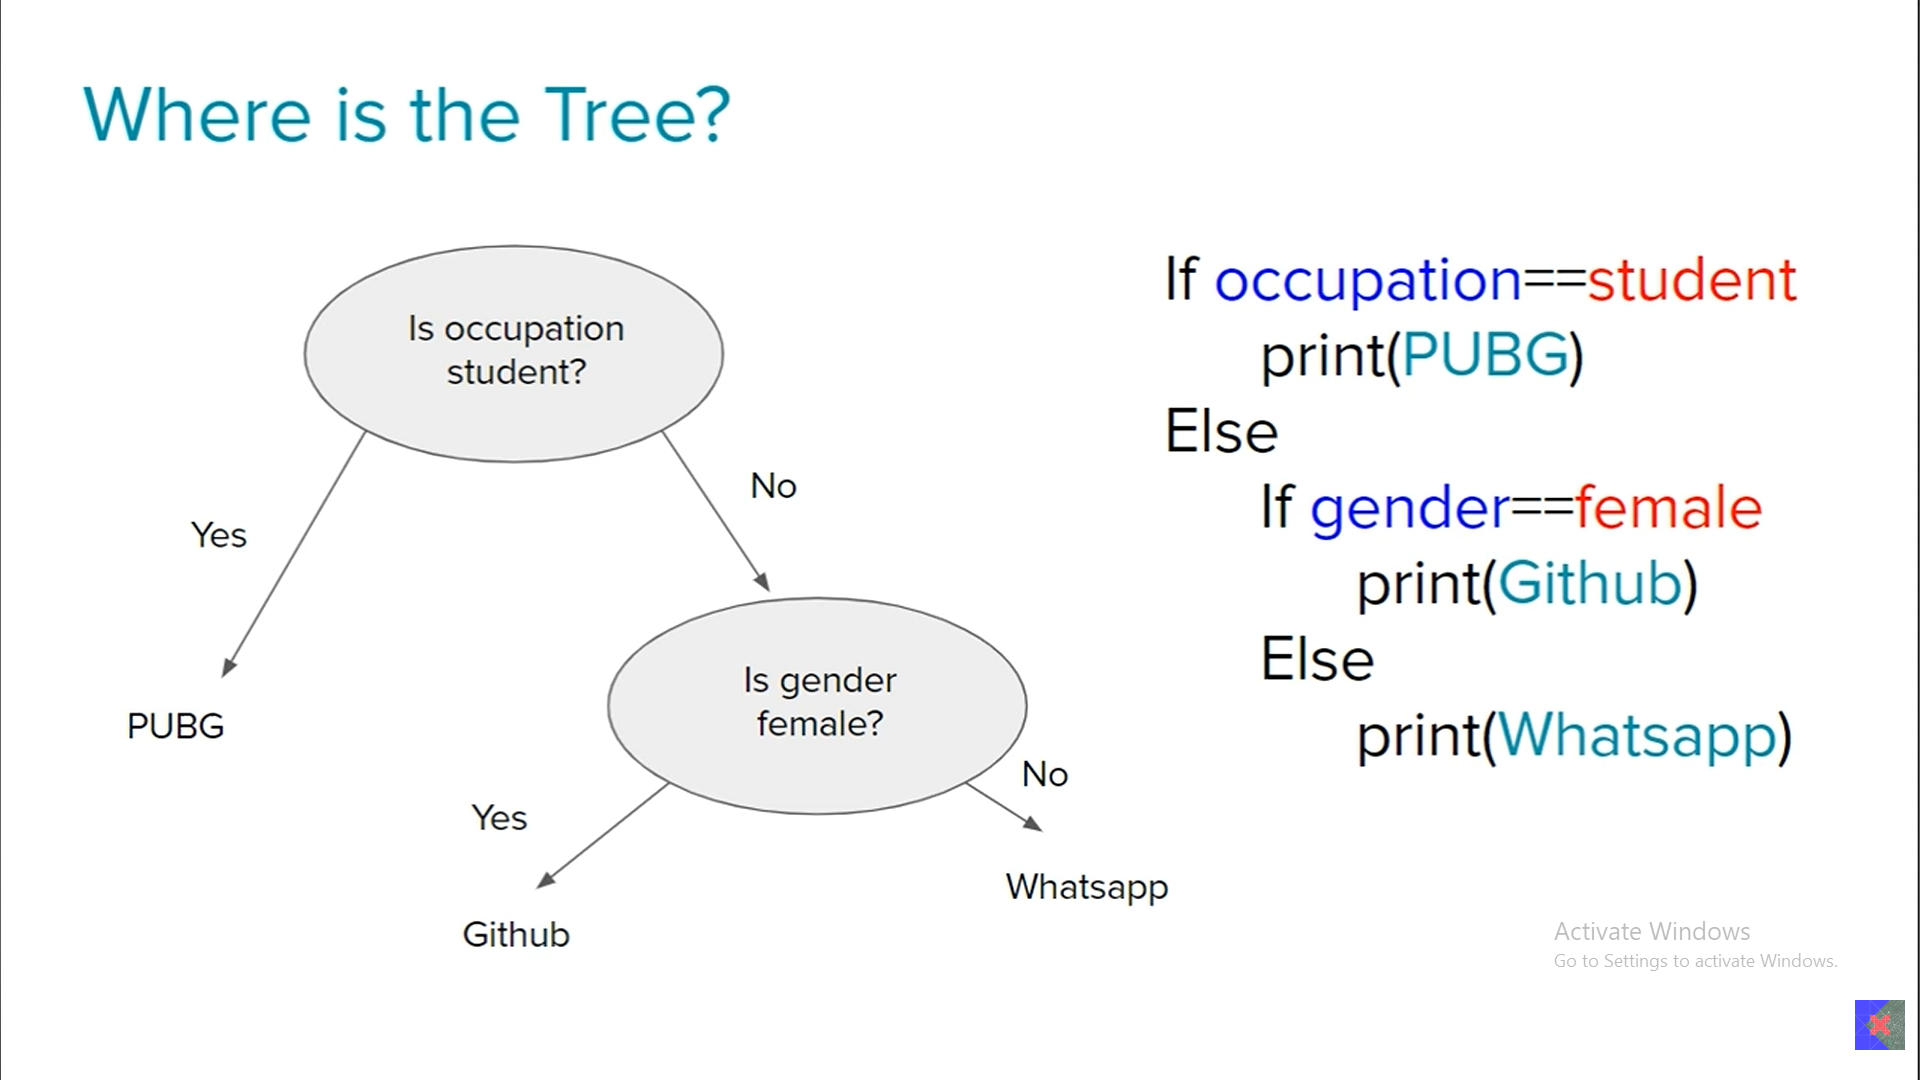 Where is the Tree?
Is occupation
student?
Yes
No
PUBG
Is gender
female?
Yes
No
Github
Whatsapp
If occupation==student
print(PUBG)
Else
If gender==female
print(Github)
Else
print(Whatsapp)
Activate Windows
Go to Settings to activate Windows.